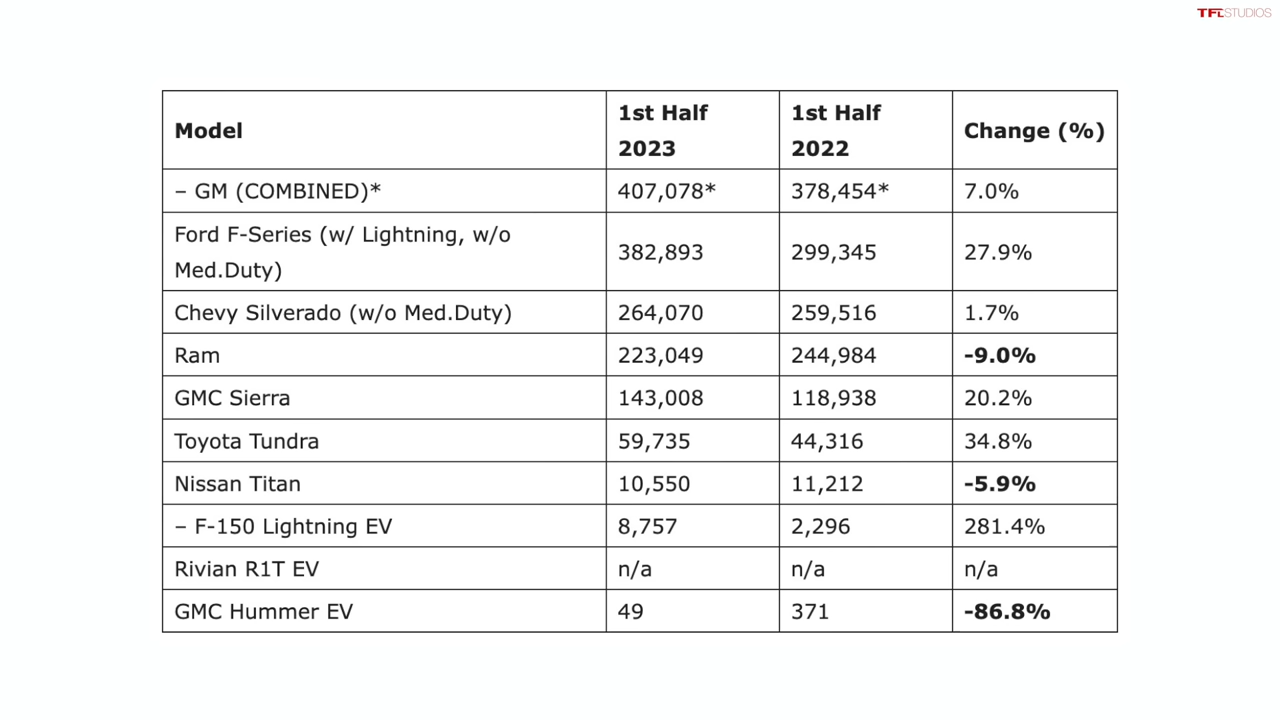 TFLSTUDIOS
Model 1st Half 2023 1st Half 2022 Change (%)
– GM (COMBINED)* 407,078* 378,454* 7.0%
Ford F-Series (w/ Lightning, w/o Med.Duty) 382,893 299,345 27.9%
Chevy Silverado (w/o Med.Duty) 264,070 259,516 1.7%
Ram 223,049 244,984 -9.0%
GMC Sierra 143,008 118,938 20.2%
Toyota Tundra 59,735 44,316 34.8%
Nissan Titan 10,550 11,212 -5.9%
– F-150 Lightning EV 8,757 2,296 281.4%
Rivian R1T EV n/a n/a n/a
GMC Hummer EV 49 371 -86.8%